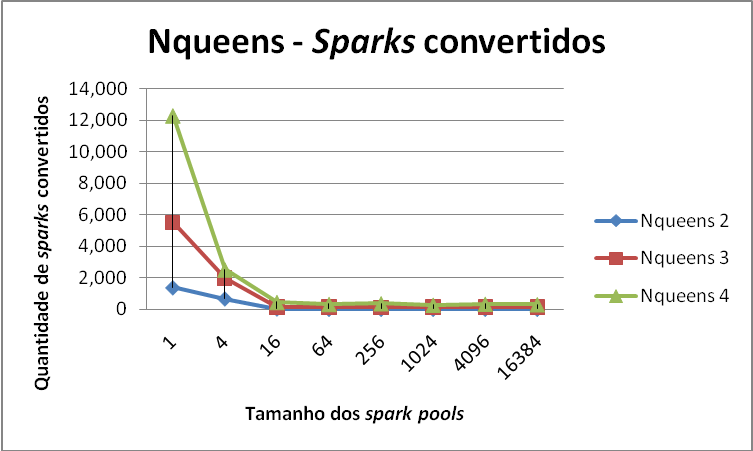 Nqueens - Sparks convertidos
Quantidade de sparks convertidos
14,000
12,000
10,000
8,000
6,000
4,000
2,000
0
1
4
16
64
256
1024
4096
16384
Tamanho dos spark pools
Nqueens 2
Nqueens 3
Nqueens 4